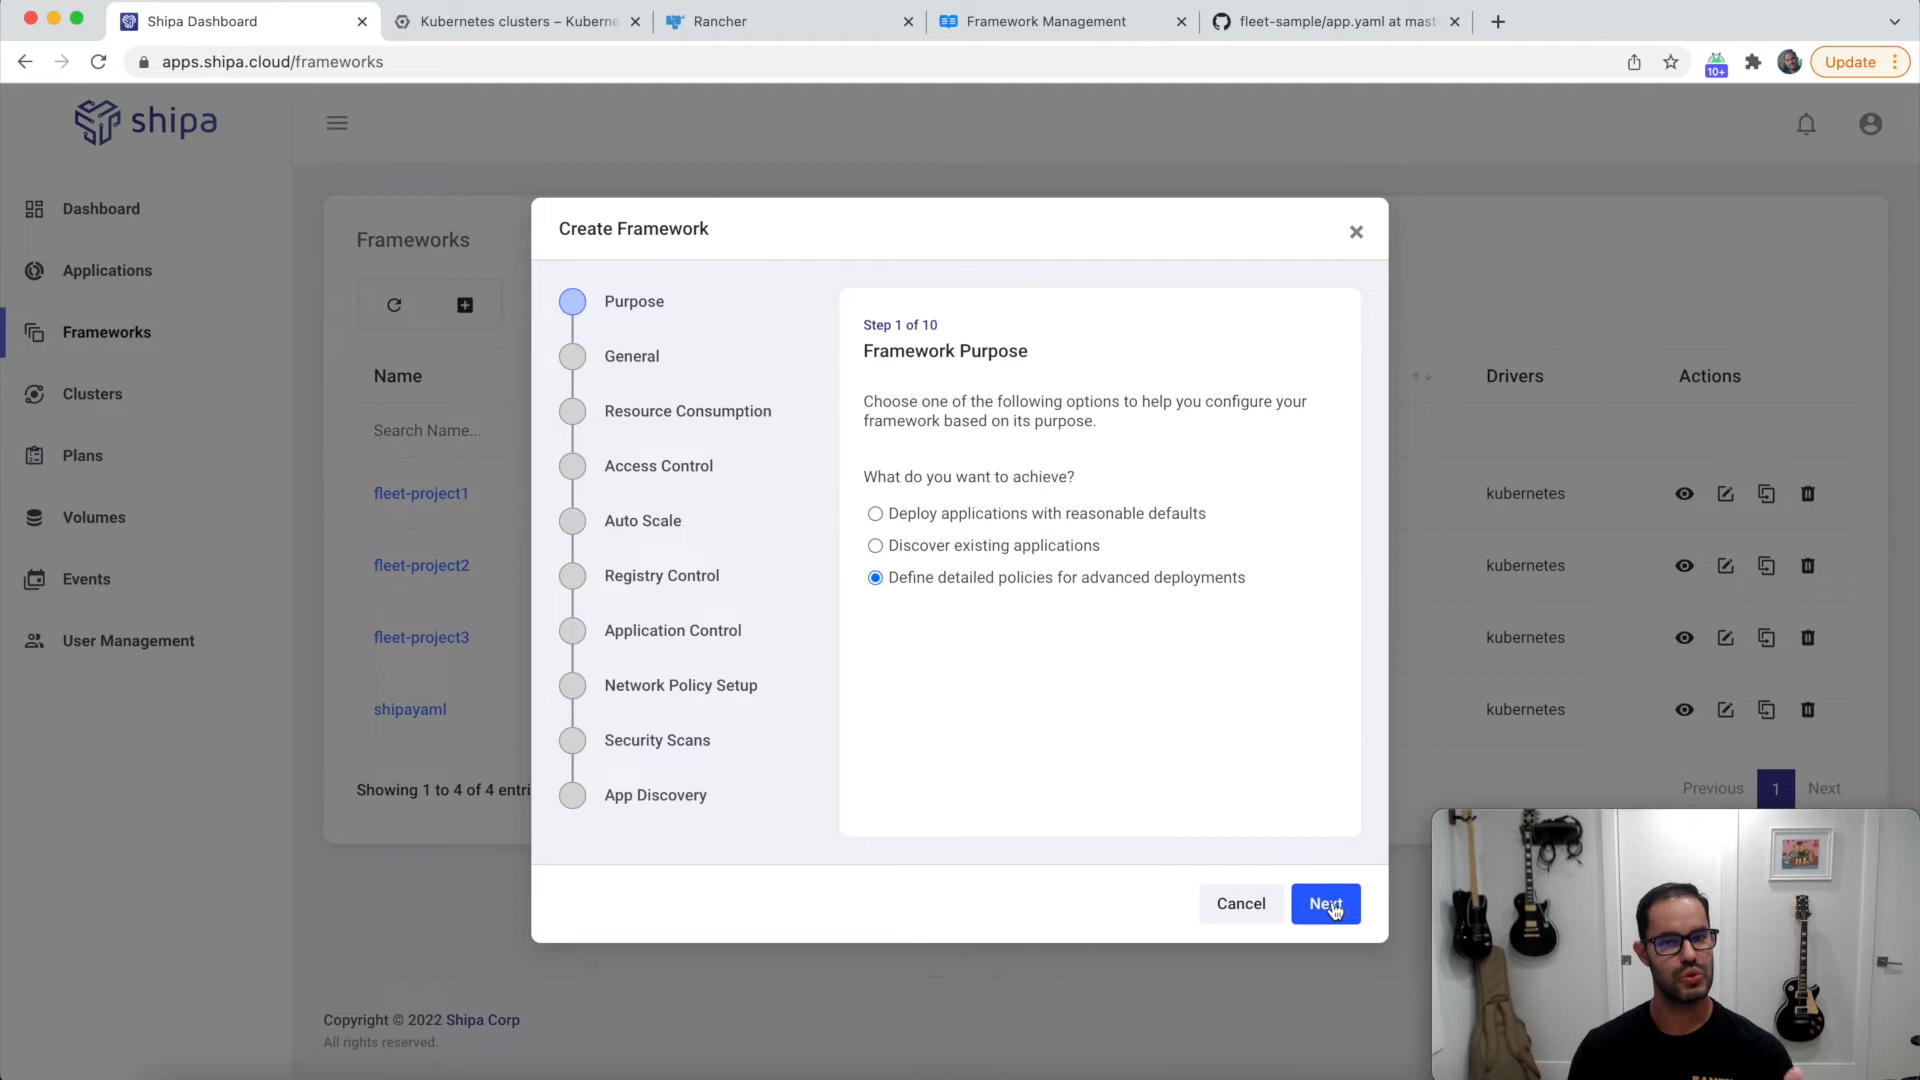 Shipa Dashboard
Kubernetes clusters – Kuberne
Rancher
Framework Management
fleet-sample/app.yaml at mast
apps.shipa.cloud/frameworks
10+
Update
shipa
Dashboard
Applications
Frameworks
Clusters
Plans
Volumes
Events
User Management
Frameworks
Name
Drivers
Actions
Search Name...
fleet-project1
kubernetes
fleet-project2
kubernetes
fleet-project3
kubernetes
shipayaml
kubernetes
Showing 1 to 4 of 4 entri
Previous
1
Next
Create Framework
Purpose
General
Resource Consumption
Access Control
Auto Scale
Registry Control
Application Control
Network Policy Setup
Security Scans
App Discovery
Step 1 of 10
Framework Purpose
Choose one of the following options to help you configure your
framework based on its purpose.
What do you want to achieve?
Deploy applications with reasonable defaults
Discover existing applications
Define detailed policies for advanced deployments
Cancel
Next
Copyright © 2022 Shipa Corp
All rights reserved.